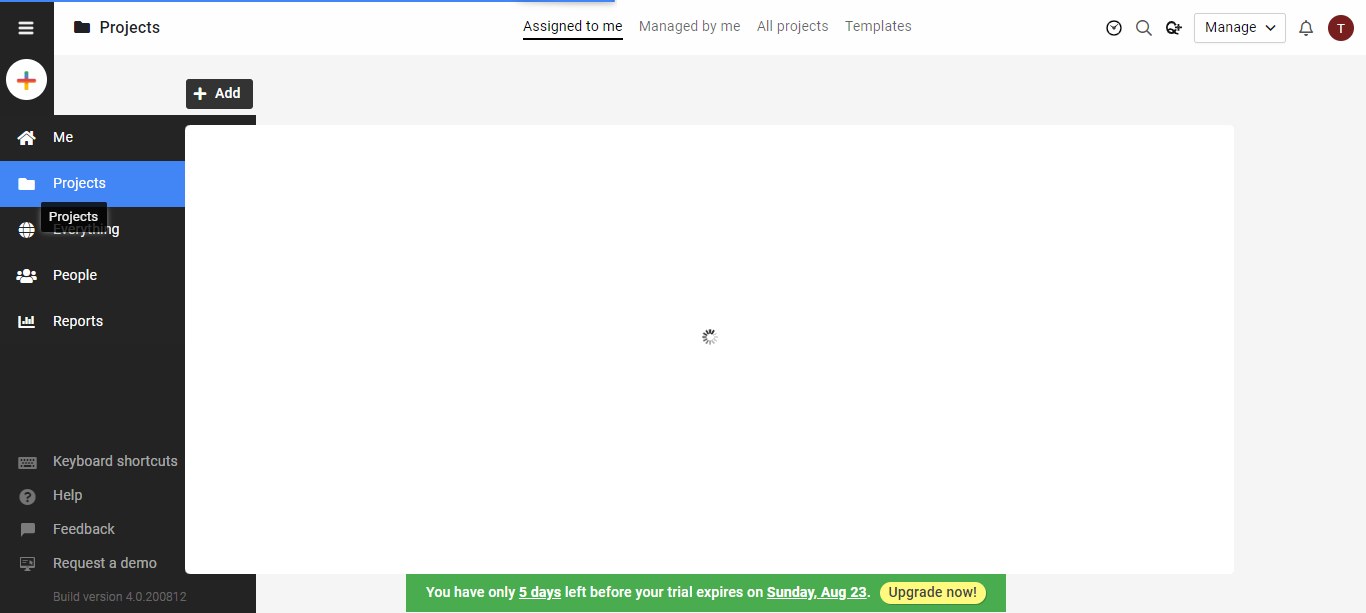 Projects
Assigned to me Managed by me All projects Templates
Manage
T
Add
Me
Projects
Projects
Everything
People
Reports
Keyboard shortcuts
Help
Feedback
Request a demo
Build version 4.0.200812
You have only 5 days left before your trial expires on Sunday, Aug 23. Upgrade now!